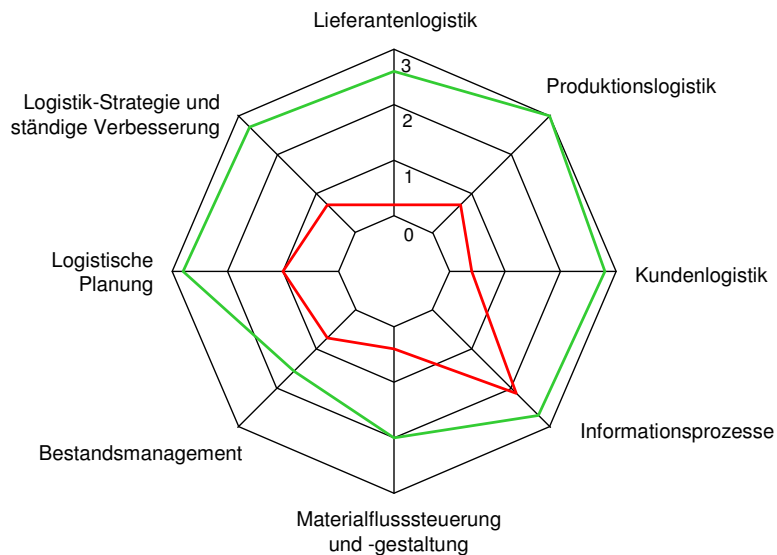 Lieferantenlogistik
3
Produktionslogistik
Logistik-Strategie und
ständige Verbesserung
2
1
0
Logistische
Planung
Kundenlogistik
Bestandsmanagement
Informationsprozesse
Materialflusssteuerung
und -gestaltung